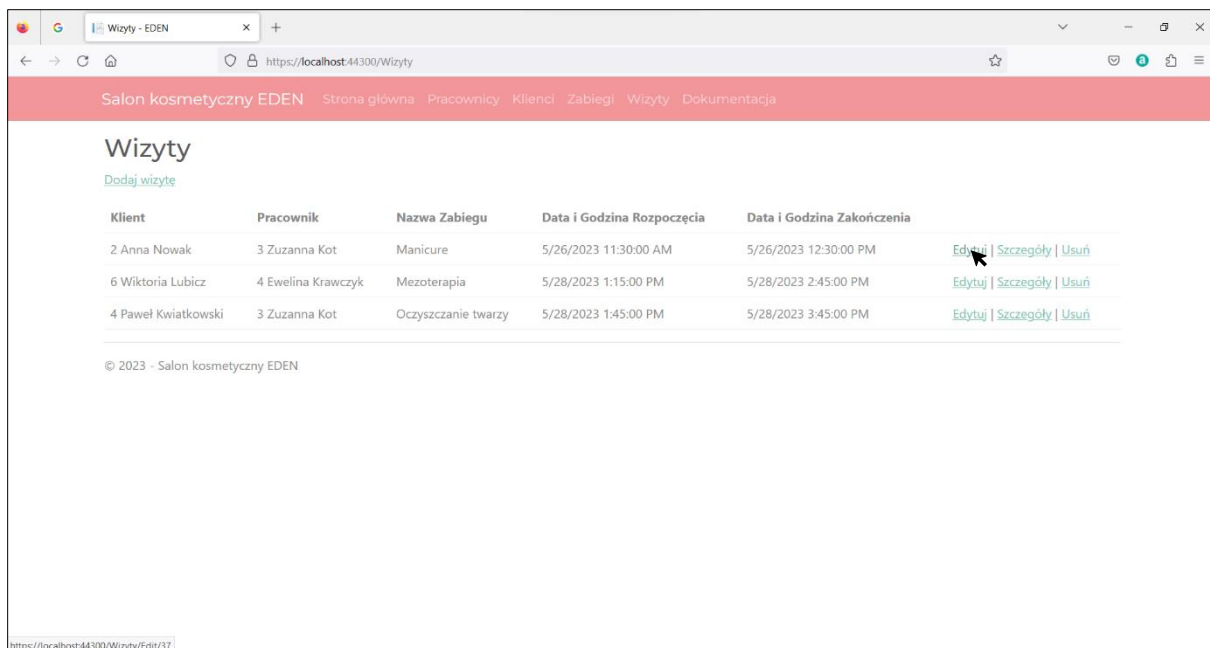 Wizyty - EDEN
https://localhost:44300/Wizyty
Salon kosmetyczny EDEN Strona główna Pracownicy Klienci Zabiegi Wizyty Dokumentacja
Wizyty
Dodaj wizytę
Klient Pracownik Nazwa Zabiegu Data i Godzina Rozpoczęcia Data i Godzina Zakończenia
2 Anna Nowak 3 Zuzanna Kot Manicure 5/26/2023 11:30:00 AM 5/26/2023 12:30:00 PM Edytuj | Szczegóły | Usuń
6 Wiktoria Lubicz 4 Ewelina Krawczyk Mezoterapia 5/28/2023 1:15:00 PM 5/28/2023 2:45:00 PM Edytuj | Szczegóły | Usuń
4 Paweł Kwiatkowski 3 Zuzanna Kot Oczyszczanie twarzy 5/28/2023 1:45:00 PM 5/28/2023 3:45:00 PM Edytuj | Szczegóły | Usuń
© 2023 - Salon kosmetyczny EDEN
https://localhost:44300/Wizyty/Edit/37